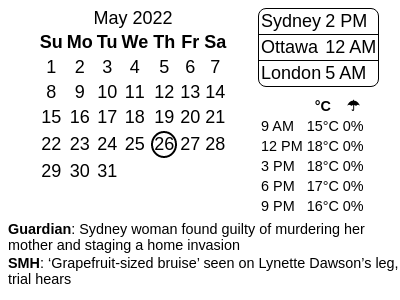 May 2022
Su Mo Tu We Th Fr Sa
1 2 3 4 5 6 7
8 9 10 11 12 13 14
15 16 17 18 19 20 21
22 23 24 25 26 27 28
29 30 31
Sydney 2 PM
Ottawa 12 AM
London 5 AM
°C ☂
9 AM 15°C 0%
12 PM 18°C 0%
3 PM 18°C 0%
6 PM 17°C 0%
9 PM 16°C 0%
Guardian: Sydney woman found guilty of murdering her
mother and staging a home invasion
SMH: ‘Grapefruit-sized bruise’ seen on Lynette Dawson’s leg,
trial hears